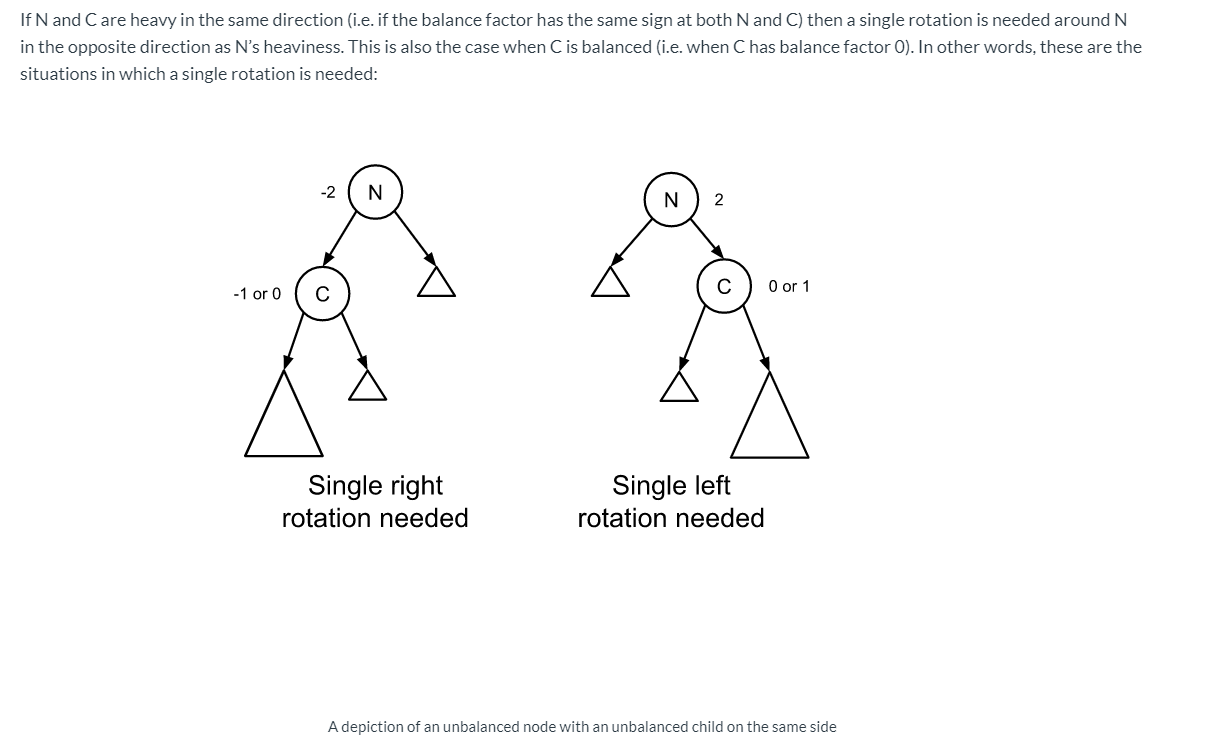 If N and C are heavy in the same direction (i.e. if the balance factor has the same sign at both N and C) then a single rotation is needed around N
in the opposite direction as N’s heaviness. This is also the case when C is balanced (i.e. when C has balance factor 0). In other words, these are the
situations in which a single rotation is needed:
-2 N
-1 or 0 C
Single right
rotation needed
N 2
C 0 or 1
Single left
rotation needed
A depiction of an unbalanced node with an unbalanced child on the same side